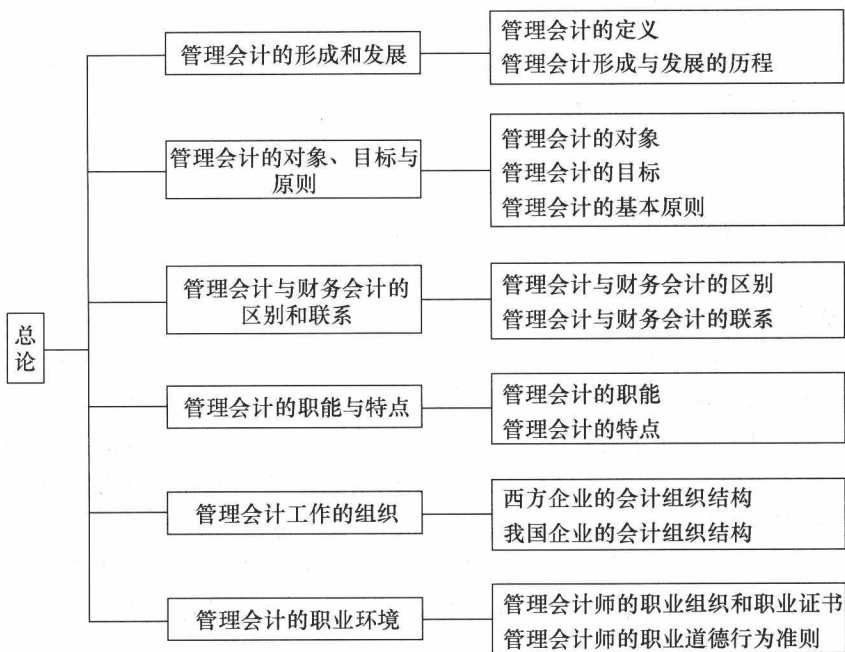 总
论
管理会计的形成和发展
管理会计的定义
管理会计形成与发展的历程
管理会计的对象、目标与
原则
管理会计的对象
管理会计的目标
管理会计的基本原则
管理会计与财务会计的
区别和联系
管理会计与财务会计的区别
管理会计与财务会计的联系
管理会计的职能与特点
管理会计的职能
管理会计的特点
管理会计工作的组织
西方企业的会计组织结构
我国企业的会计组织结构
管理会计的职业环境
管理会计师的职业组织和职业证书
管理会计师的职业道德行为准则